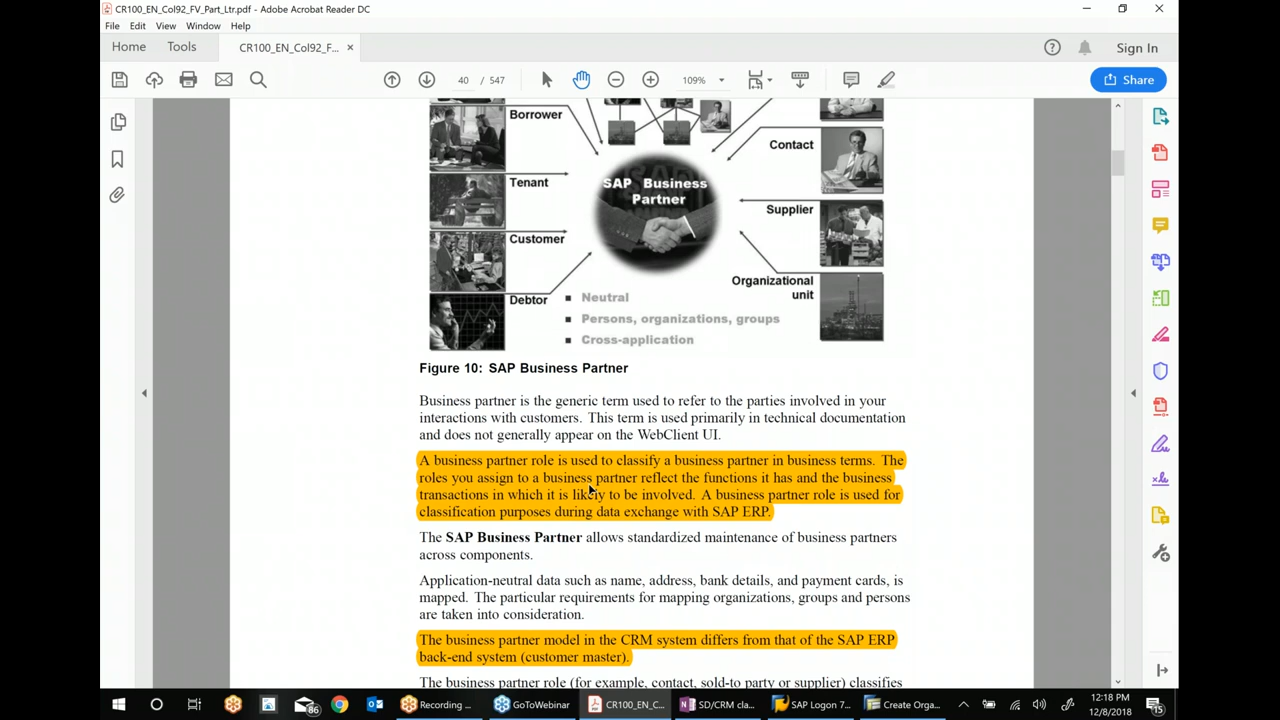 CR100_EN_Col92_FV_Part_Ltr.pdf - Adobe Acrobat Reader DC
File Edit View Window Help
Home Tools CR100_EN_Col92_F... × Sign In
40 / 547 109% Share
Borrower
Contact
SAP Business
Partner
Tenant
Supplier
Customer
Organizational
unit
Debtor
Neutral
Persons, organizations, groups
Cross-application
Figure 10: SAP Business Partner
Business partner is the generic term used to refer to the parties involved in your
interactions with customers. This term is used primarily in technical documentation
and does not generally appear on the WebClient UI.
A business partner role is used to classify a business partner in business terms. The
roles you assign to a business partner reflect the functions it has and the business
transactions in which it is likely to be involved. A business partner role is used for
classification purposes during data exchange with SAP ERP.
The SAP Business Partner allows standardized maintenance of business partners
across components.
Application-neutral data such as name, address, bank details, and payment cards, is
mapped. The particular requirements for mapping organizations, groups and persons
are taken into consideration.
The business partner model in the CRM system differs from that of the SAP ERP
back-end system (customer master).
The business partner role (for example, contact, sold-to party or supplier) classifies
86 Recording ... GoToWebinar CR100_EN_C... SD/CRM cla... SAP Logon 7... Create Orga... 12:18 PM
12/8/2018 15